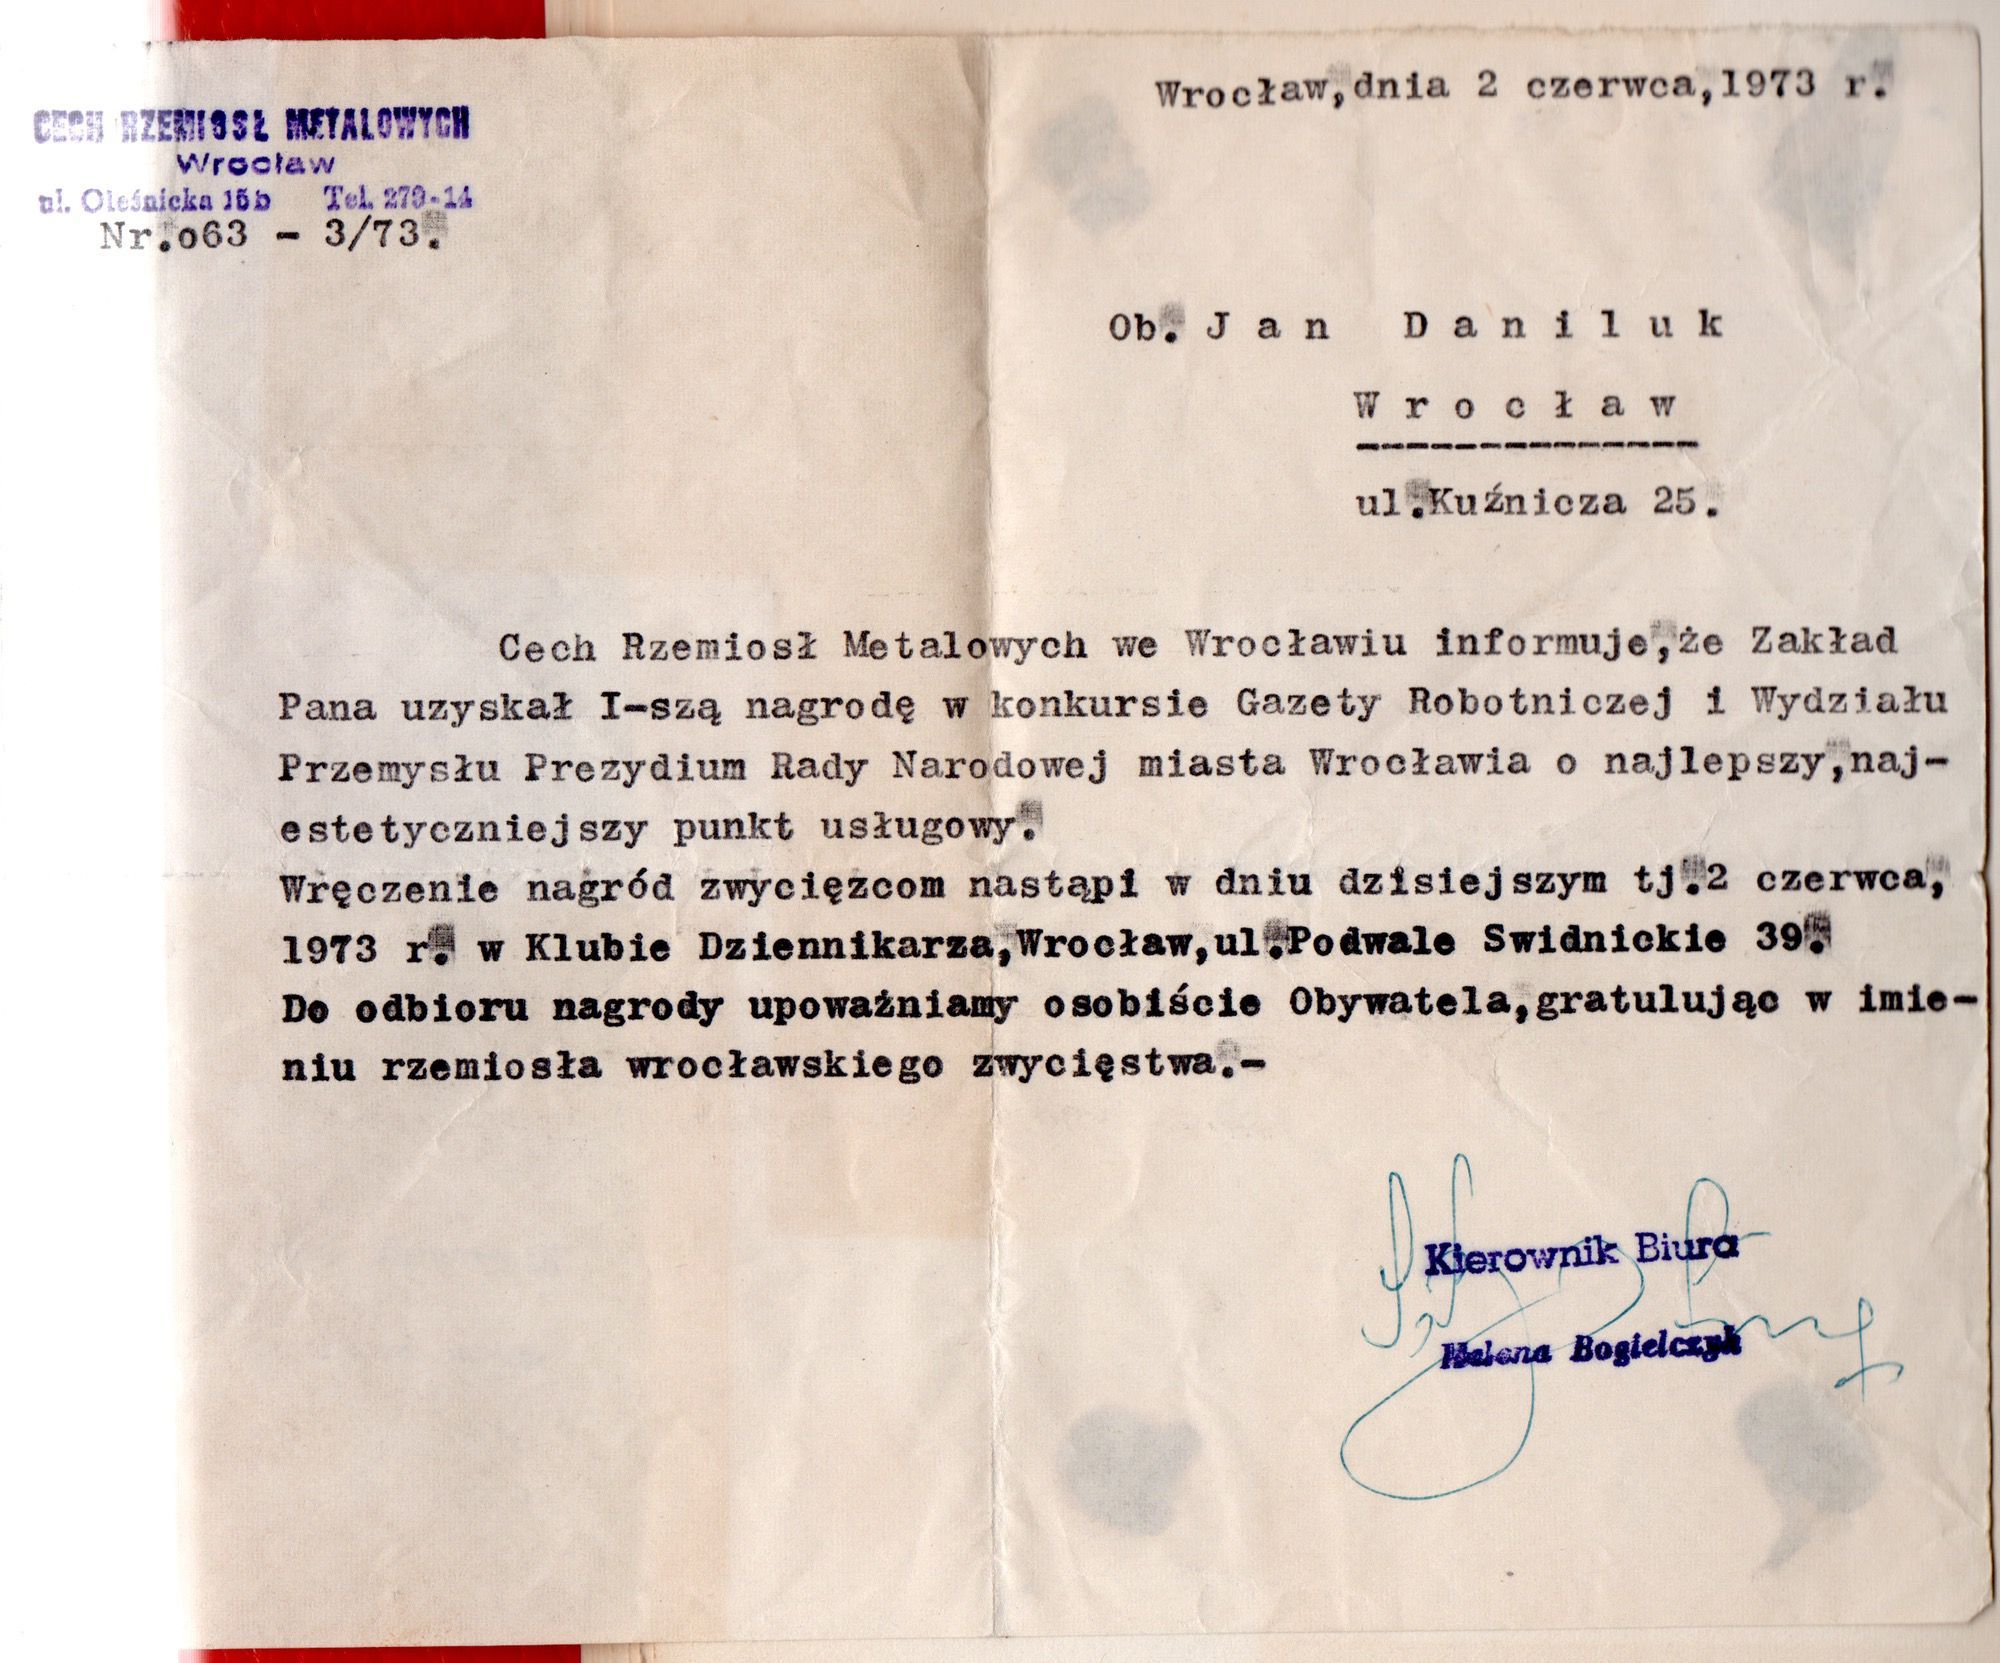 Wrocław,dnia 2 czerwca,1973 r.
CECH RZEMIOSŁ METALOWYCH
Wrocław
ul. Oleśnicka 15b Tel. 279-14
Nr.o63 - 3/73.
Ob. Jan Daniluk
Wrocław
ul.Kuźnicza 25.
Cech Rzemiosł Metalowych we Wrocławiu informuje,że Zakład
Pana uzyskał I-szą nagrodę w konkursie Gazety Robotniczej i Wydziału
Przemysłu Prezydium Rady Narodowej miasta Wrocławia o najlepszy,naj-
estetyczniejszy punkt usługowy.
Wręczenie nagród zwycięzcom nastąpi w dniu dzisiejszym tj.2 czerwca,
1973 r. w Klubie Dziennikarza,Wrocław,ul.Podwale Swidnickie 39.
Do odbioru nagrody upoważniamy osobiście Obywatela,gratulując w imie-
niu rzemiosła wrocławskiego zwycięstwa.-
Kierownik Biura
Helena Bogielczyk